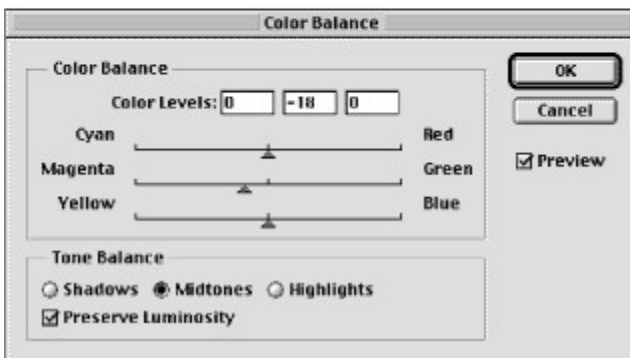 Color Balance
Color Balance
OK
Color Levels: 0 -18 0
Cancel
Cyan Red
Magenta Green
Preview
Yellow Blue
Tone Balance
Shadows Midtones Highlights
Preserve Luminosity